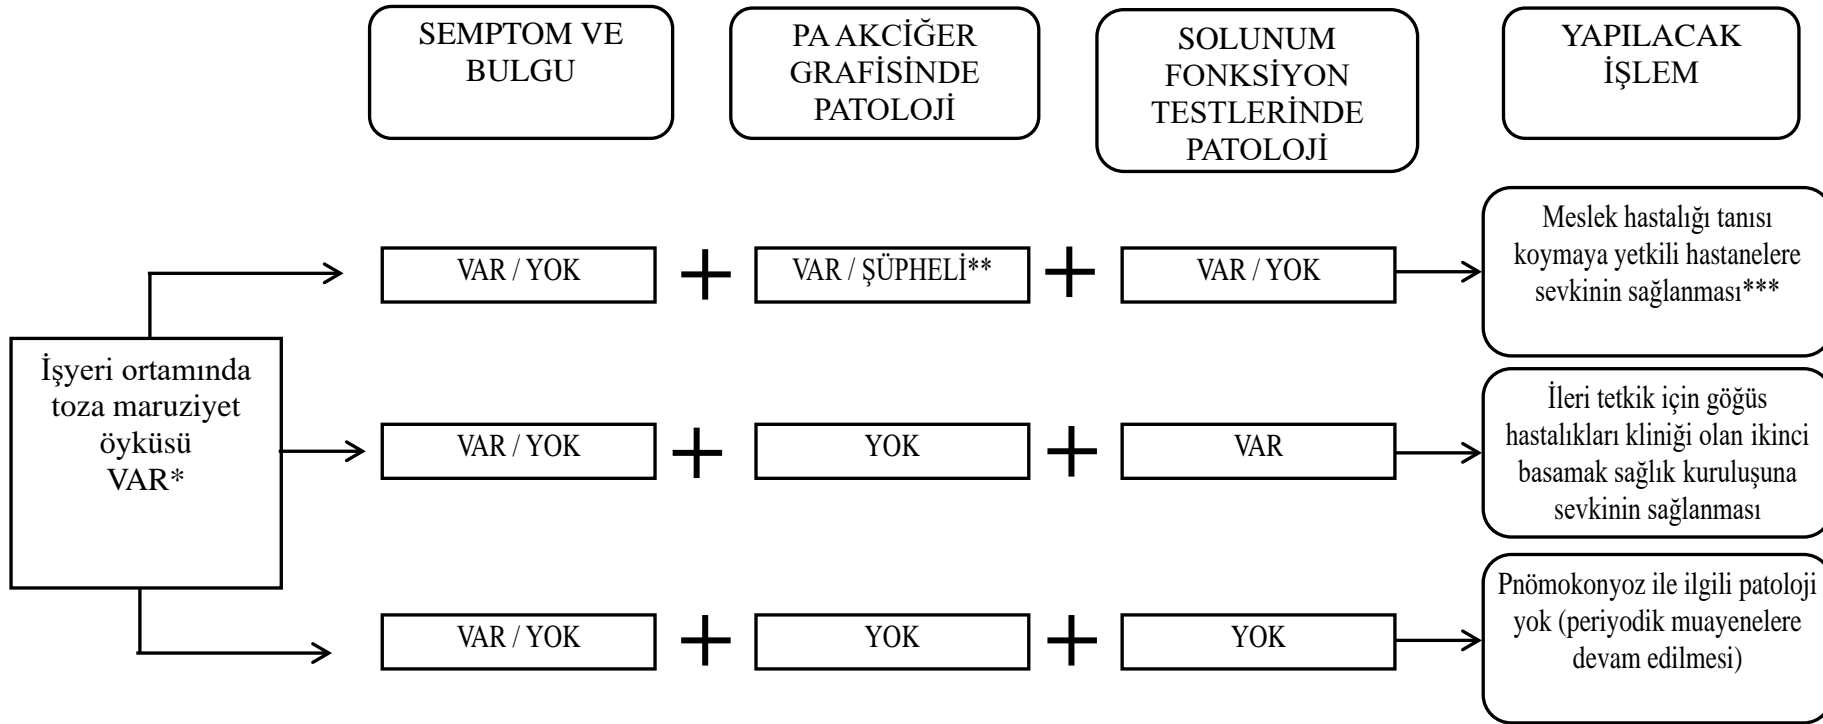 SEMPTOM VE
BULGU
PA AKCİĞER
GRAFİSİNDE
PATOLOJİ
SOLUNUM
FONKSİYON
TESTLERİNDE
PATOLOJİ
YAPILACAK
İŞLEM
İşyeri ortamında
toza maruziyet
öyküsü
VAR*
VAR / YOK
+
VAR / ŞÜPHELİ**
+
VAR / YOK
Meslek hastalığı tanısı
koymaya yetkili hastanelere
sevkinin sağlanması***
VAR / YOK
+
YOK
+
VAR
İleri tetkik için göğüs
hastalıkları kliniği olan ikinci
basamak sağlık kuruluşuna
sevkinin sağlanması
VAR / YOK
+
YOK
+
YOK
Pnömokonyoz ile ilgili patoloji
yok (periyodik muayenelere
devam edilmesi)